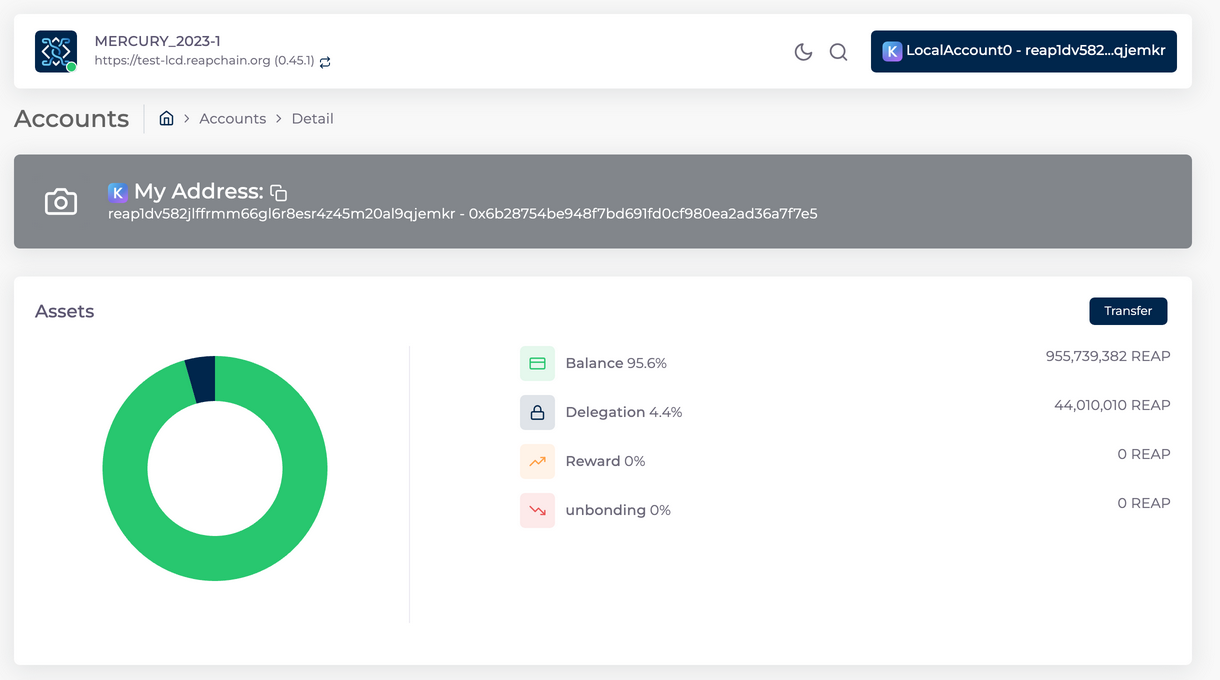 MERCURY_2023-1
https://test-lcd.reapchain.org (0.45.1)
K LocalAccount0 - reap1dv582...qjemkr
Accounts
Accounts > Detail
K My Address:
reap1dv582jlffrmm66gl6r8esr4z45m20al9qjemkr - 0x6b28754be948f7bd691fd0cf980ea2ad36a7f7e5
Assets
Transfer
Balance 95.6%
955,739,382 REAP
Delegation 4.4%
44,010,010 REAP
Reward 0%
0 REAP
unbonding 0%
0 REAP